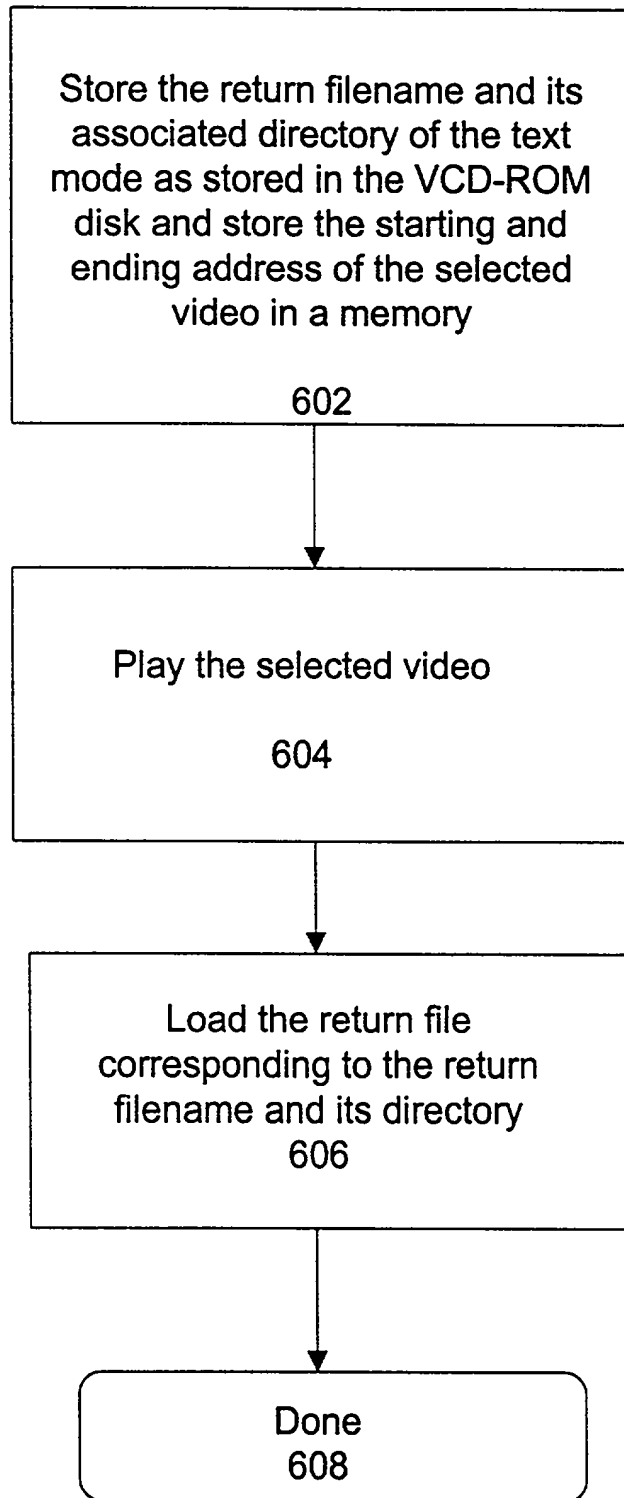 Store the return filename and its
associated directory of the text
mode as stored in the VCD-ROM
disk and store the starting and
ending address of the selected
video in a memory
602
Play the selected video
604
Load the return file
corresponding to the return
filename and its directory
606
Done
608